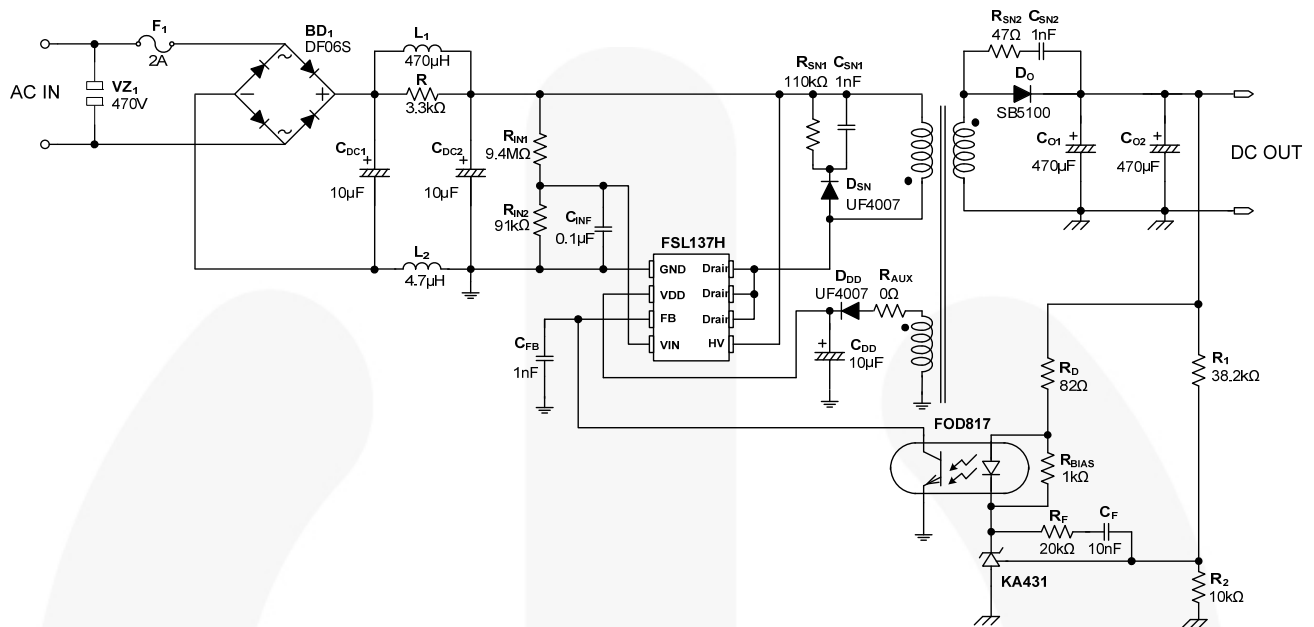 F1
2A
VZ1
470V
AC IN
BD1
DF06S
~
~
−
+
L1
470µH
R
3.3kΩ
CDC1
+
10µF
CDC2
+
10µF
L2
4.7µH
RIN1
9.4MΩ
RIN2
91kΩ
CINF
0.1µF
RSN1
110kΩ
CSN1
1nF
DSN
UF4007
FSL137H
GND
VDD
FB
VIN
Drain
Drain
Drain
HV
CFB
1nF
DDD
UF4007
RAUX
0Ω
CDD
+
10µF
RSN2
47Ω
CSN2
1nF
DO
SB5100
CO1
+
470µF
CO2
+
470µF
DC OUT
RD
82Ω
R1
38.2kΩ
FOD817
RBIAS
1kΩ
RF
20kΩ
CF
10nF
KA431
R2
10kΩ